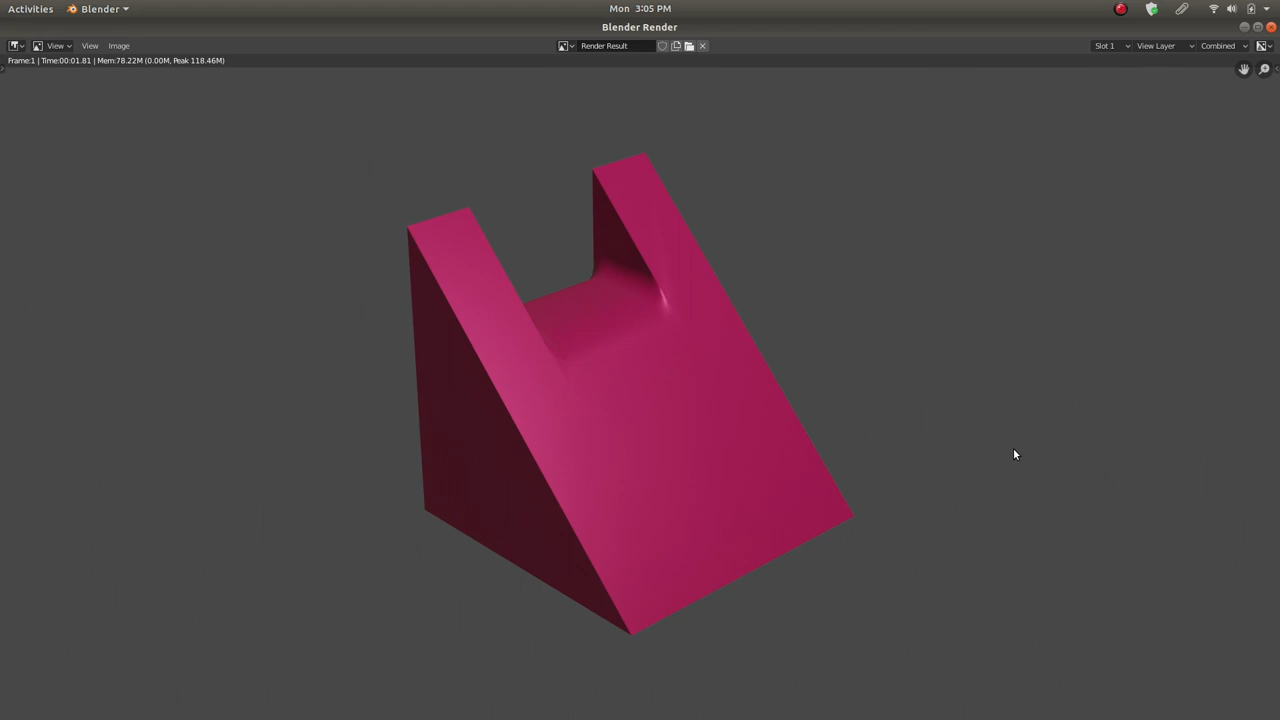 Activities Blender Mon 3:05 PM
Blender Render
View View Image Render Result Slot 1 View Layer Combined
Frame:1 | Time:00:01.81 | Mem:78.22M (0.00M, Peak 118.46M)